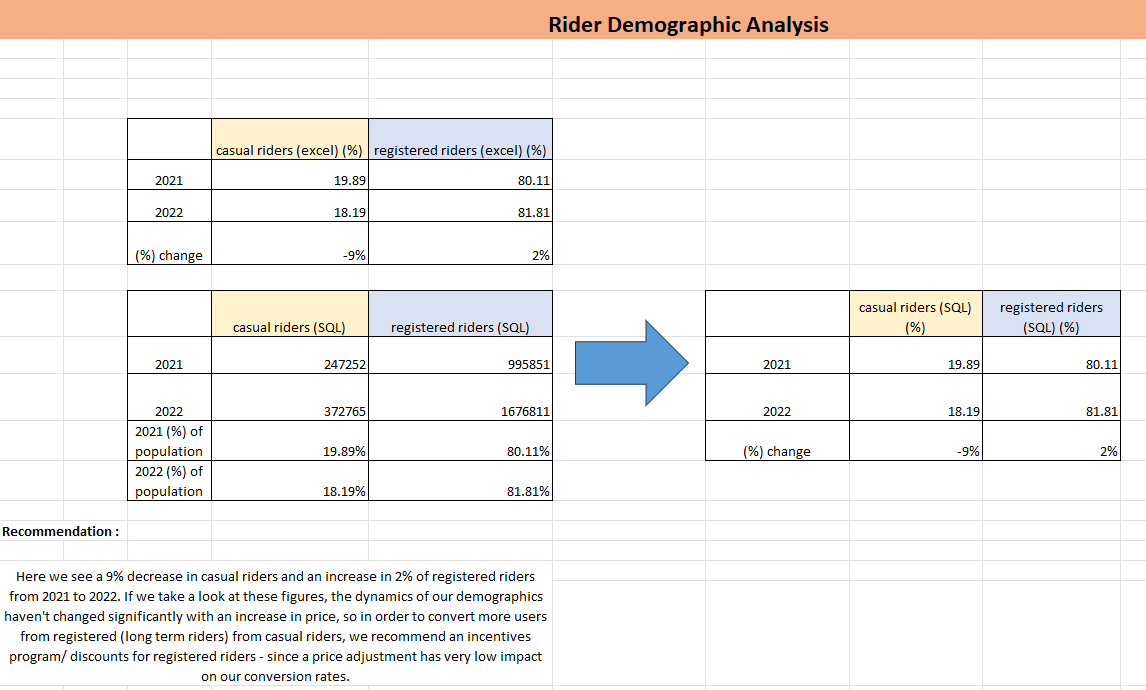 Rider Demographic Analysis
casual riders (excel) (%) registered riders (excel) (%)
2021 19.89 80.11
2022 18.19 81.81
(%) change -9% 2%
casual riders (SQL) registered riders (SQL)
2021 247252 995851
2022 372765 1676811
2021 (%) of
population 19.89% 80.11%
2022 (%) of
population 18.19% 81.81%
casual riders (SQL)
(%)
registered riders
(SQL) (%)
2021 19.89 80.11
2022 18.19 81.81
(%) change -9% 2%
Recommendation :
Here we see a 9% decrease in casual riders and an increase in 2% of registered riders
from 2021 to 2022. If we take a look at these figures, the dynamics of our demographics
haven't changed significantly with an increase in price, so in order to convert more users
from registered (long term riders) from casual riders, we recommend an incentives
program/ discounts for registered riders - since a price adjustment has very low impact
on our conversion rates.